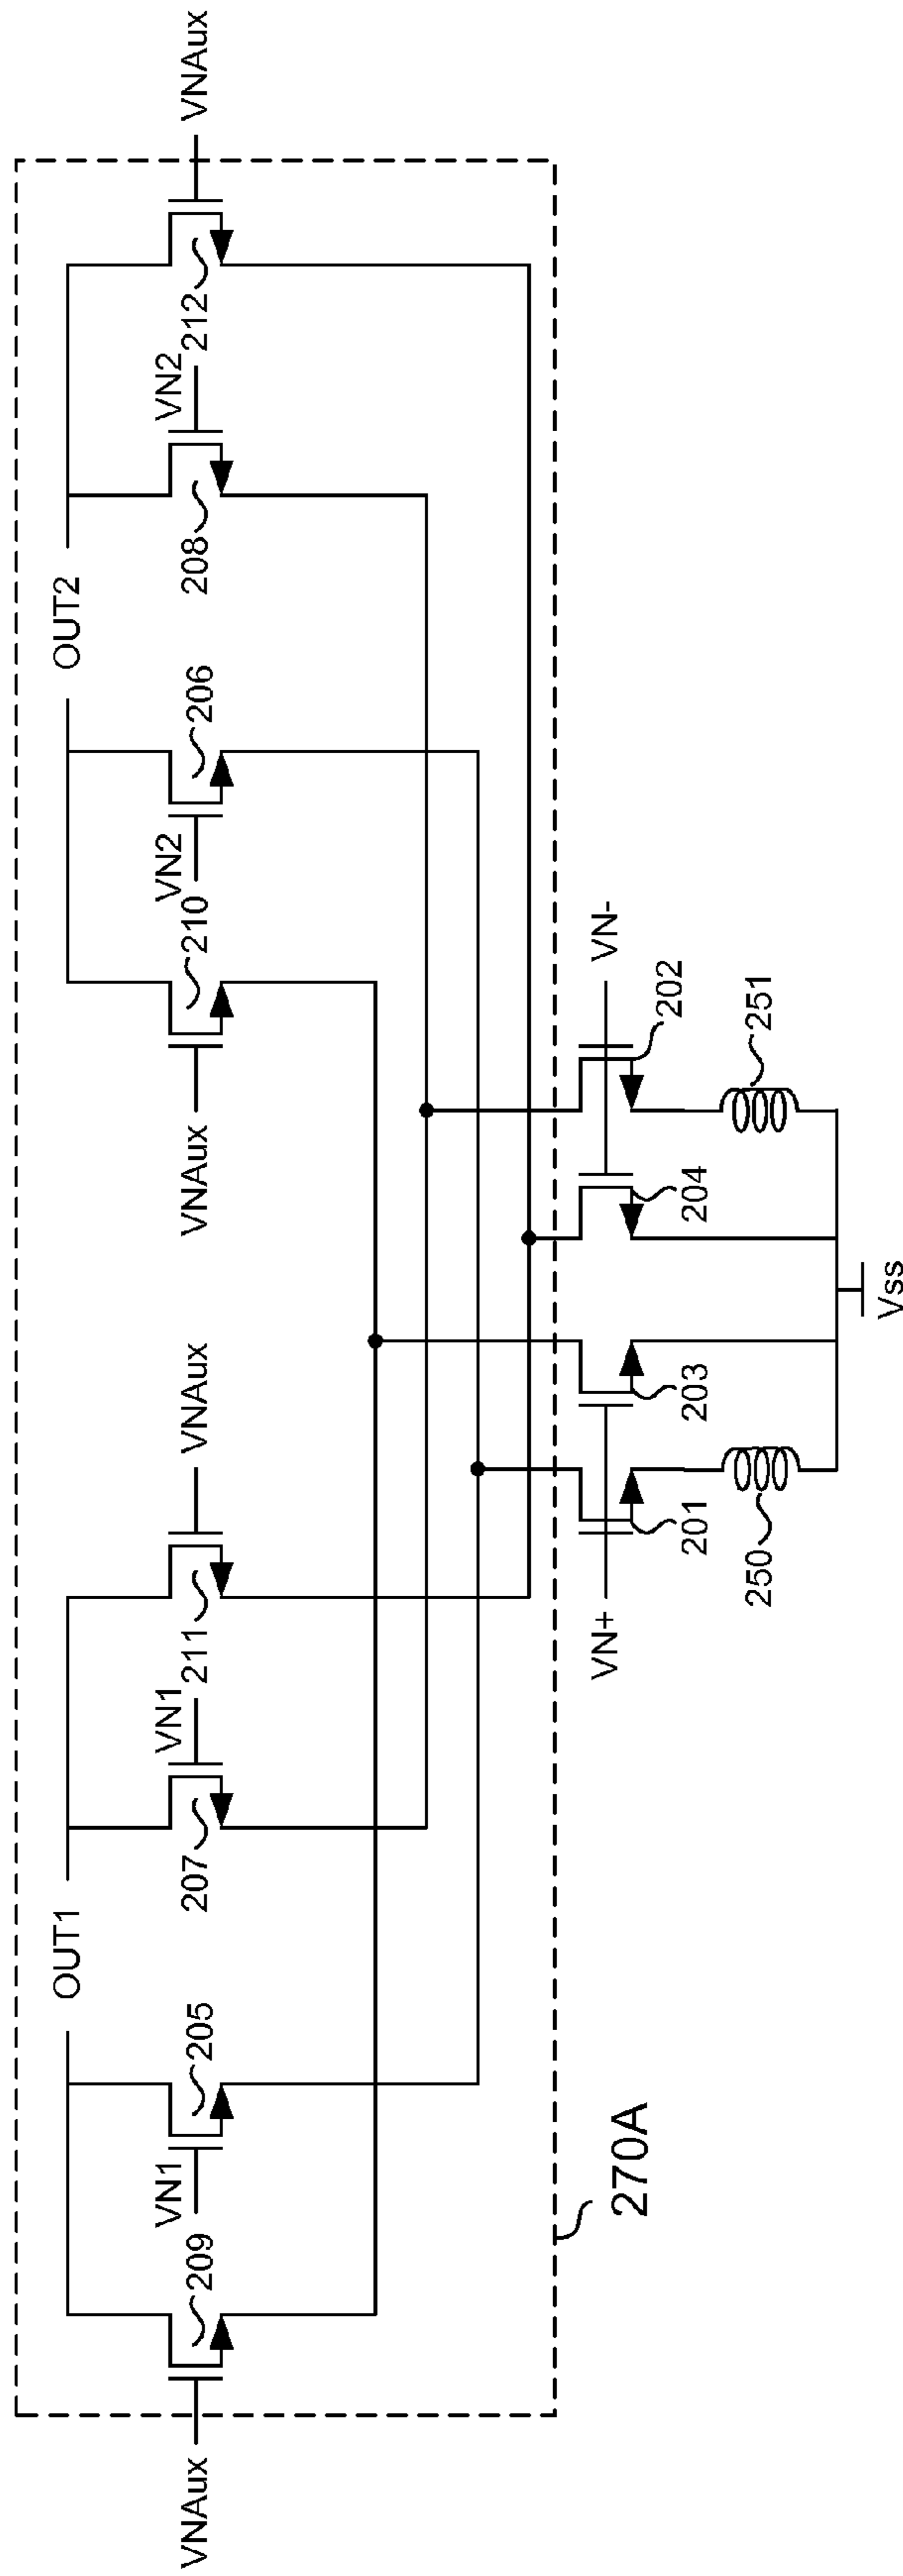 OUT1
OUT2
VNAux
209
VN1
205
207
VN1
211
VNAux
VNAux
210
VN2
206
208
VN2
212
VNAux
270A
VN+
VN-
201
203
204
202
250
251
Vss